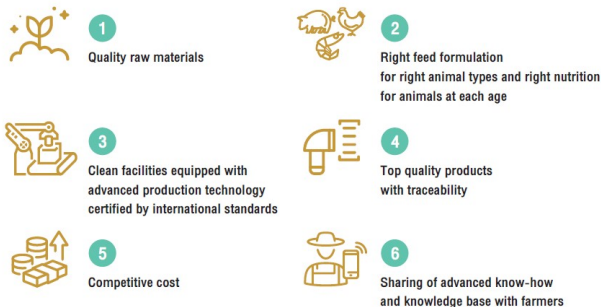 1
Quality raw materials
2
Right feed formulation
for right animal types and right nutrition
for animals at each age
3
Clean facilities equipped with
advanced production technology
certified by international standards
4
Top quality products
with traceability
5
Competitive cost
6
Sharing of advanced know-how
and knowledge base with farmers